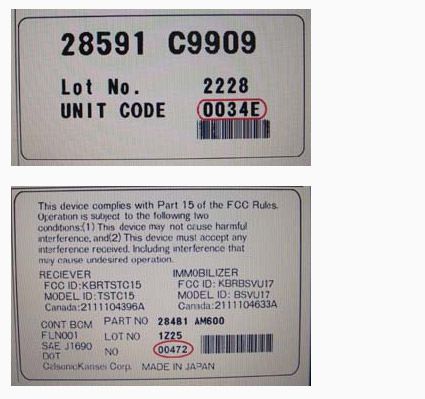 28591 C9909
Lot No. 2228
UNIT CODE 0034E
This device complies with Part 15 of the FCC Rules.
Operation is subject to the following two
conditions:(1) This device may not cause harmful
interference, and(2) This device must accept any
interference received. Including interference that
may cause undesired operation.
RECIEVER IMMOBILIZER
FCC ID:KBRTSTC15 FCC ID: KBRBSVU17
MODEL ID:TSTC15 MODEL ID: BSVU17
Canada:2111104396A Canada:2111104633A
CONT BCM PART NO 284B1 AM600
FLN001 LOT NO 1Z25
SAE J1690
DOT NO 00472
CalsonicKansei Corp. MADE IN JAPAN